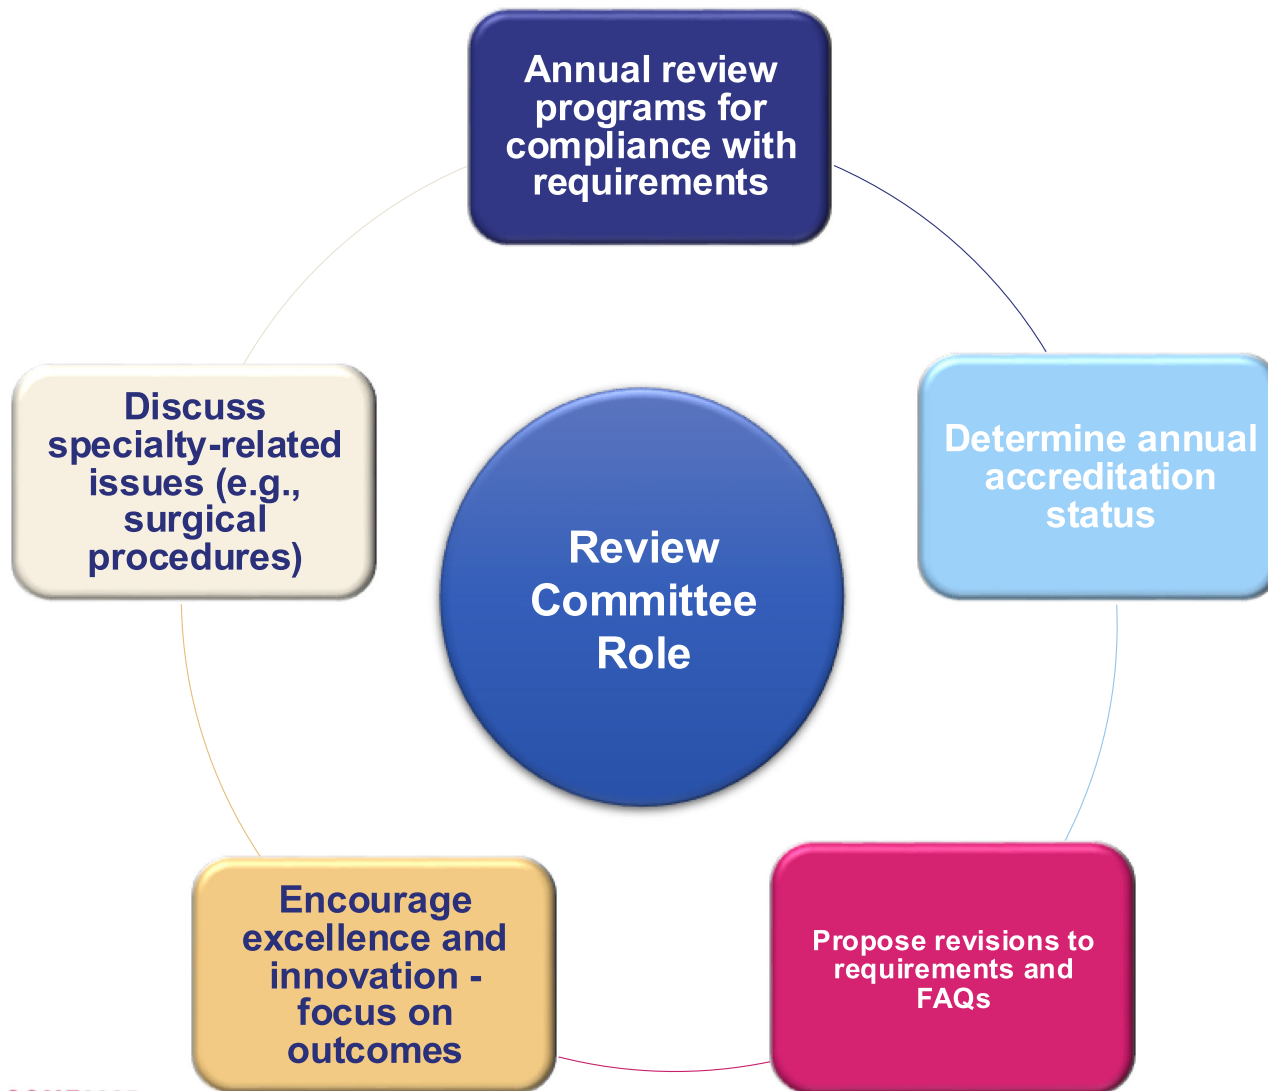 Annual review
programs for
compliance with
requirements
Determine annual
accreditation
status
Propose revisions to
requirements and
FAQs
Encourage
excellence and
innovation -
focus on
outcomes
Discuss
specialty-related
issues (e.g.,
surgical
procedures)
Review
Committee
Role